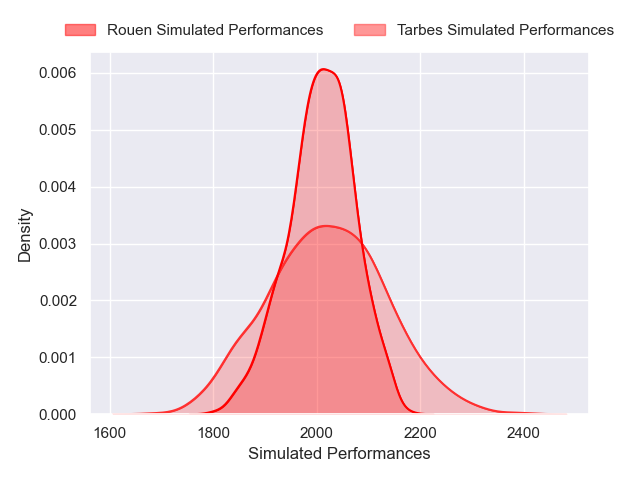 Rouen Simulated Performances
Tarbes Simulated Performances
0.006
0.005
0.004
0.003
0.002
0.001
0.000
Density
1600 1800 2000 2200 2400
Simulated Performances